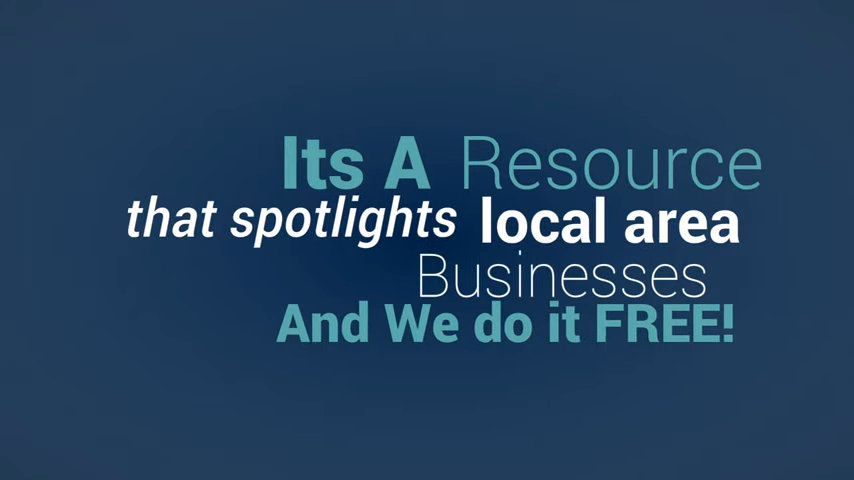 Its A Resource
that spotlights local area
Businesses
And We do it FREE!